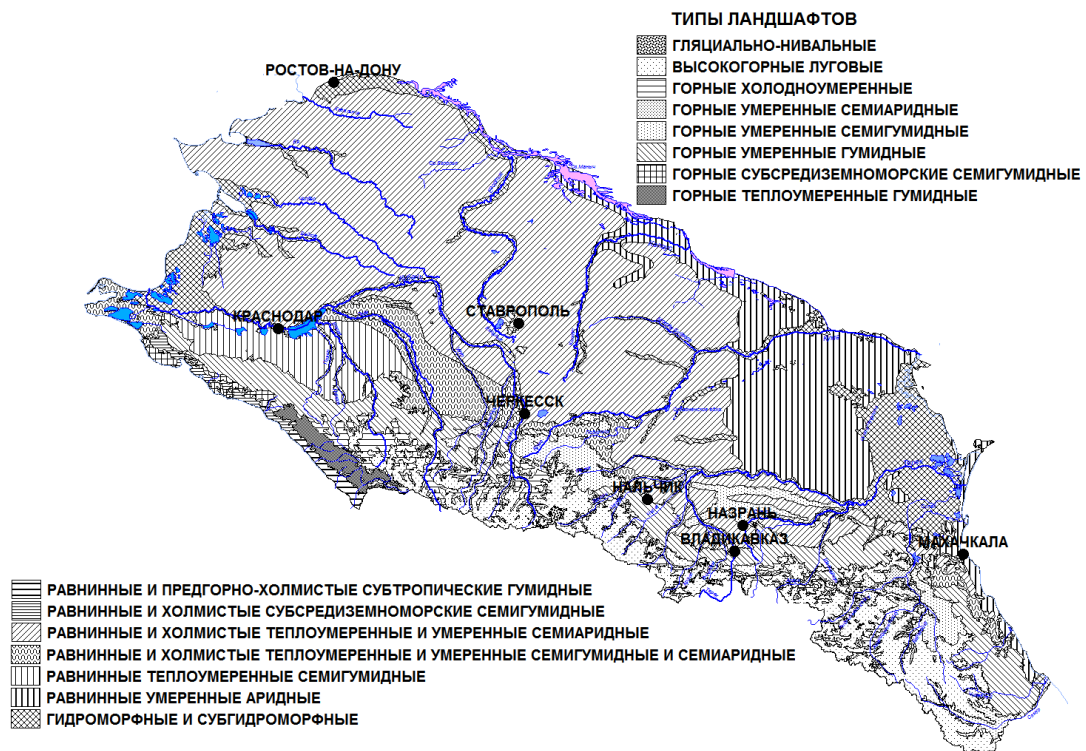 ТИПЫ ЛАНДШАФТОВ
ГЛЯЦИАЛЬНО-НИВАЛЬНЫЕ
ВЫСОКОГОРНЫЕ ЛУГОВЫЕ
ГОРНЫЕ ХОЛОДНОУМЕРЕННЫЕ
ГОРНЫЕ УМЕРЕННЫЕ СЕМИАРИДНЫЕ
ГОРНЫЕ УМЕРЕННЫЕ СЕМИГУМИДНЫЕ
ГОРНЫЕ УМЕРЕННЫЕ ГУМИДНЫЕ
ГОРНЫЕ СУБСРЕДИЗЕМНОМОРСКИЕ СЕМИГУМИДНЫЕ
ГОРНЫЕ ТЕПЛОУМЕРЕННЫЕ ГУМИДНЫЕ
РОСТОВ-НА-ДОНУ
СТАВРОПОЛЬ
КРАСНОДАР
ЧЕРКЕССК
НАЛЬЧИК
НАЗРАНЬ
ВЛАДИКАВКАЗ
МАХАЧКАЛА
РАВНИННЫЕ И ПРЕДГОРНО-ХОЛМИСТЫЕ СУБТРОПИЧЕСКИЕ ГУМИДНЫЕ
РАВНИННЫЕ И ХОЛМИСТЫЕ СУБСРЕДИЗЕМНОМОРСКИЕ СЕМИГУМИДНЫЕ
РАВНИННЫЕ И ХОЛМИСТЫЕ ТЕПЛОУМЕРЕННЫЕ И УМЕРЕННЫЕ СЕМИАРИДНЫЕ
РАВНИННЫЕ И ХОЛМИСТЫЕ ТЕПЛОУМЕРЕННЫЕ И УМЕРЕННЫЕ СЕМИГУМИДНЫЕ И СЕМИАРИДНЫЕ
РАВНИННЫЕ ТЕПЛОУМЕРЕННЫЕ СЕМИГУМИДНЫЕ
РАВНИННЫЕ УМЕРЕННЫЕ АРИДНЫЕ
ГИДРОМОРФНЫЕ И СУБГИДРОМОРФНЫЕ